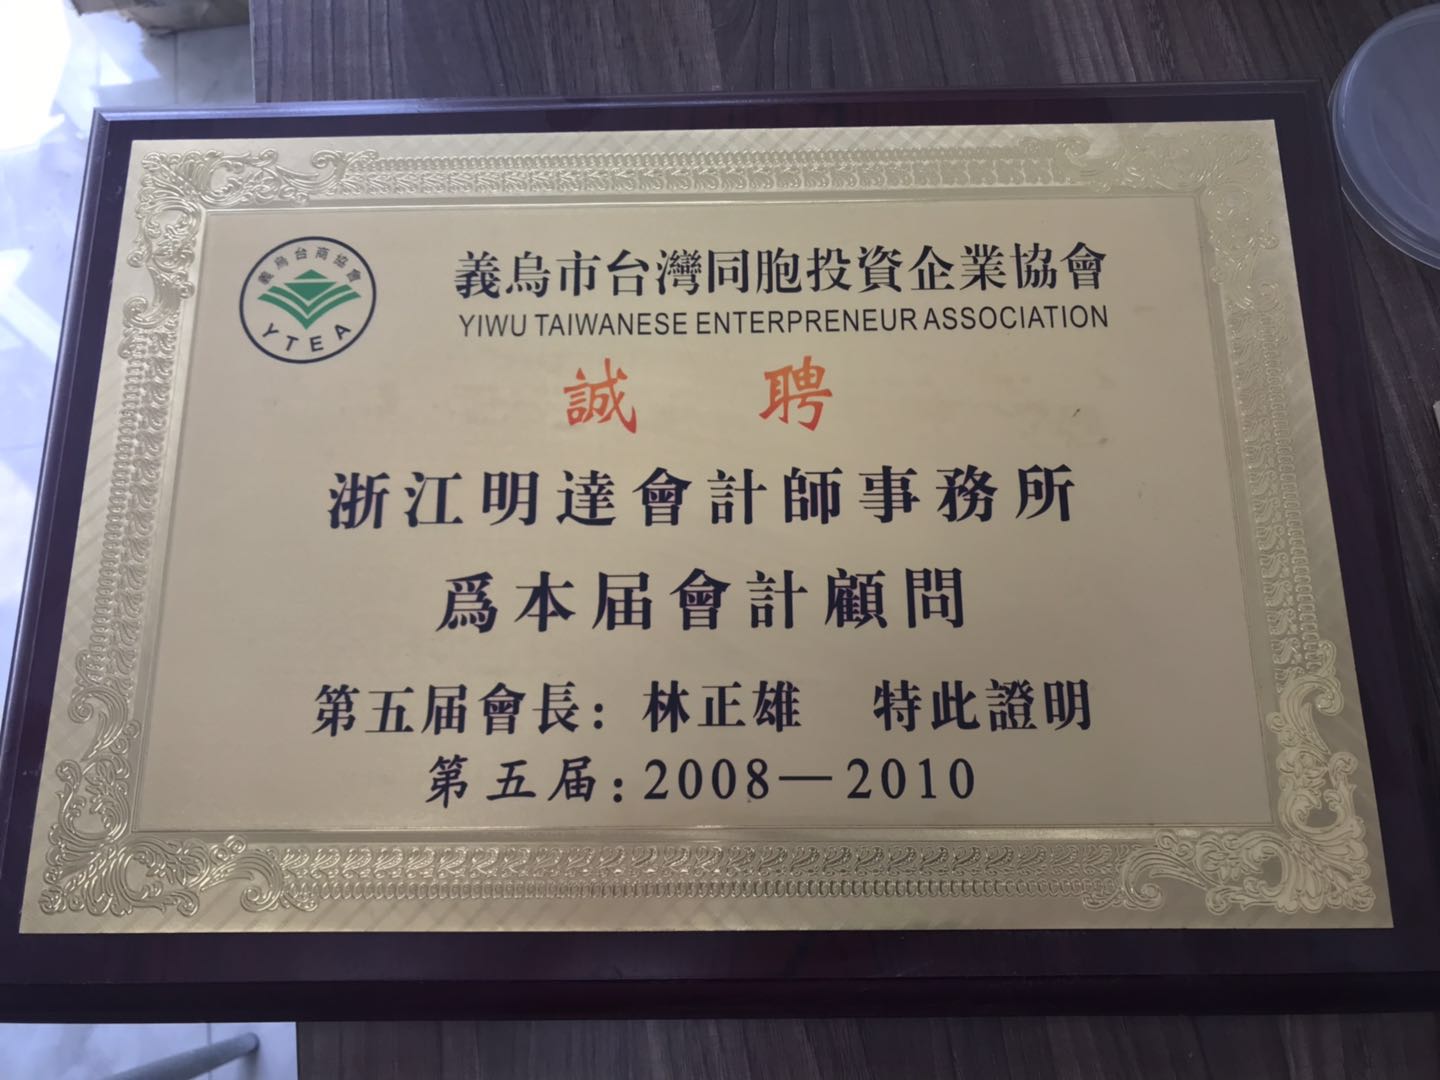 義烏台商協會
YTEA
義烏市台灣同胞投資企業協會
YIWU TAIWANESE ENTERPRENEUR ASSOCIATION
誠 聘
浙江明達會計師事務所
爲本届會計顧問
第五届會長：林正雄 特此證明
第五届：2008—2010